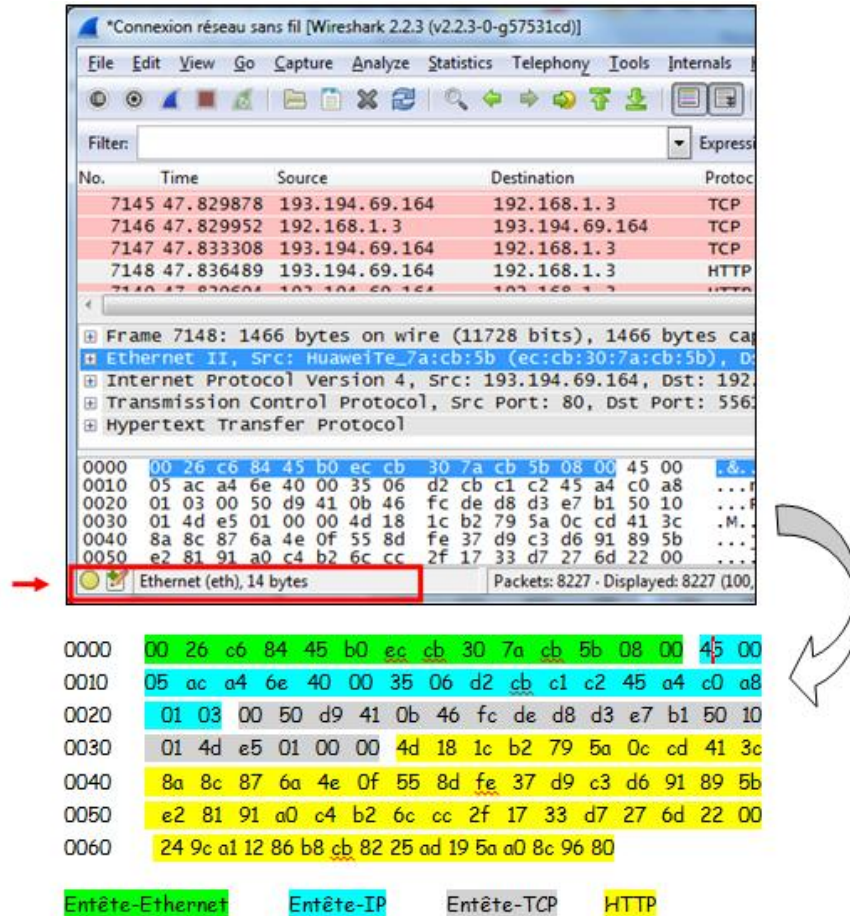 *Connexion réseau sans fil [Wireshark 2.2.3 (v2.2.3-0-g57531cd)]
File Edit View Go Capture Analyze Statistics Telephony Tools Internals
Filter: Expressi
No. Time Source Destination Protoc
7145 47.829878 193.194.69.164 192.168.1.3 TCP
7146 47.829952 192.168.1.3 193.194.69.164 TCP
7147 47.833308 193.194.69.164 192.168.1.3 TCP
7148 47.836489 193.194.69.164 192.168.1.3 HTTP
Frame 7148: 1466 bytes on wire (11728 bits), 1466 bytes cap
Ethernet II, Src: HuaweiTe_7a:cb:5b (ec:cb:30:7a:cb:5b), Ds
Internet Protocol Version 4, Src: 193.194.69.164, Dst: 192.
Transmission Control Protocol, Src Port: 80, Dst Port: 556
Hypertext Transfer Protocol
0000 00 26 c6 84 45 b0 ec cb 30 7a cb 5b 08 00 45 00 .&..
0010 05 ac a4 6e 40 00 35 06 d2 cb c1 c2 45 a4 c0 a8 ...n
0020 01 03 00 50 d9 41 0b 46 fc de d8 d3 e7 b1 50 10
0030 01 4d e5 01 00 00 4d 18 1c b2 79 5a 0c cd 41 3c .M..
0040 8a 8c 87 6a 4e 0f 55 8d fe 37 d9 c3 d6 91 89 5b
0050 e2 81 91 a0 c4 b2 6c cc 2f 17 33 d7 27 6d 22 00
Ethernet (eth), 14 bytes Packets: 8227 · Displayed: 8227 (100,
0000 00 26 c6 84 45 b0 ec cb 30 7a cb 5b 08 00 45 00
0010 05 ac a4 6e 40 00 35 06 d2 cb c1 c2 45 a4 c0 a8
0020 01 03 00 50 d9 41 0b 46 fc de d8 d3 e7 b1 50 10
0030 01 4d e5 01 00 00 4d 18 1c b2 79 5a 0c cd 41 3c
0040 8a 8c 87 6a 4e 0f 55 8d fe 37 d9 c3 d6 91 89 5b
0050 e2 81 91 a0 c4 b2 6c cc 2f 17 33 d7 27 6d 22 00
0060 24 9c a1 12 86 b8 cb 82 25 ad 19 5a a0 8c 96 80
Entête-Ethernet Entête-IP Entête-TCP HTTP